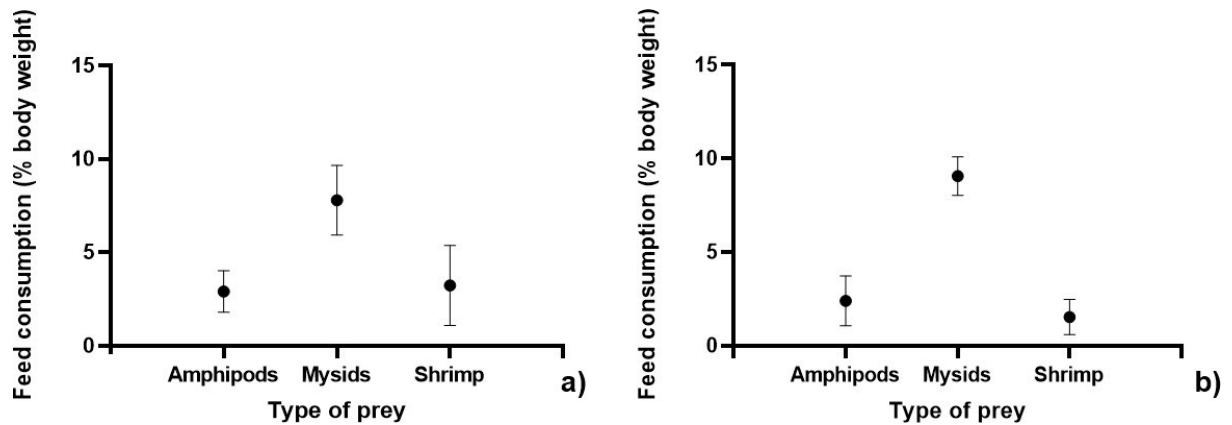 Feed consumption (% body weight)
15
10
5
0
Amphipods Mysids Shrimp
Type of prey
a)
Feed consumption (% body weight)
15
10
5
0
Amphipods Mysids Shrimp
Type of prey
b)